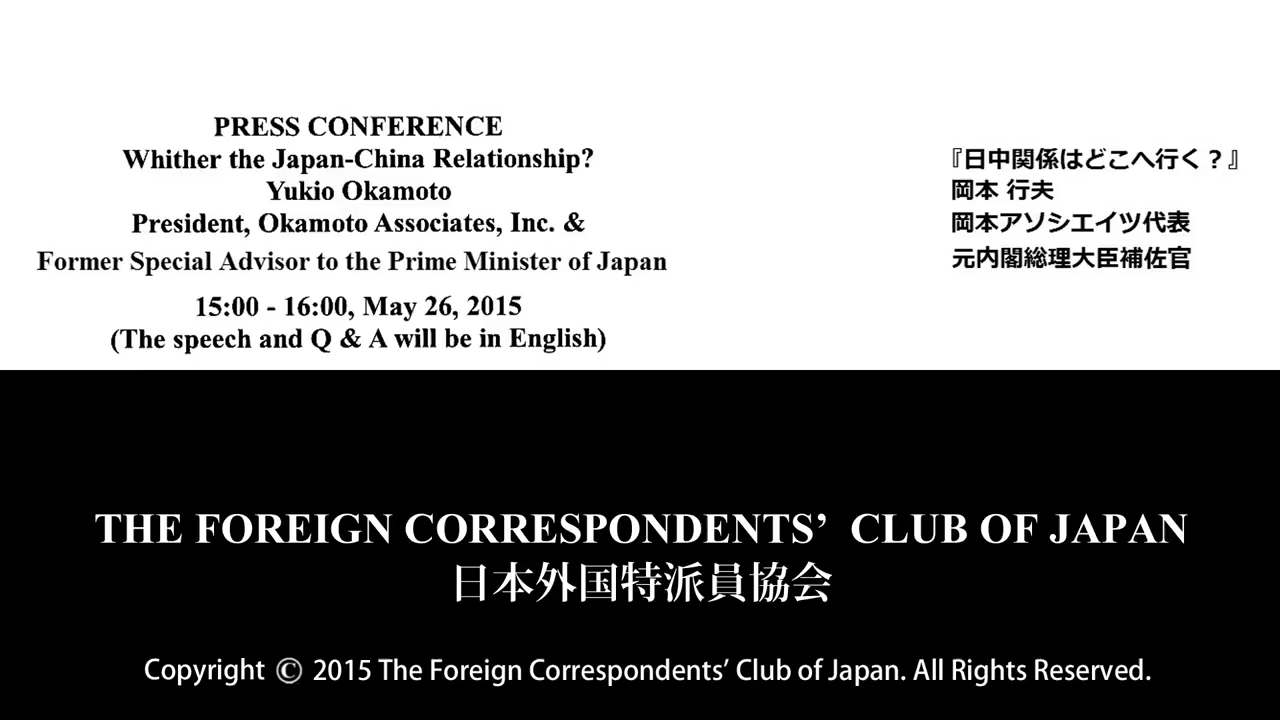 PRESS CONFERENCE
Whither the Japan-China Relationship?
Yukio Okamoto
President, Okamoto Associates, Inc. &
Former Special Advisor to the Prime Minister of Japan
15:00 - 16:00, May 26, 2015
(The speech and Q & A will be in English)
『日中関係はどこへ行く？』
岡本 行夫
岡本アソシエイツ代表
元内閣総理大臣補佐官
THE FOREIGN CORRESPONDENTS’ CLUB OF JAPAN
日本外国特派員協会
Copyright © 2015 The Foreign Correspondents’ Club of Japan. All Rights Reserved.